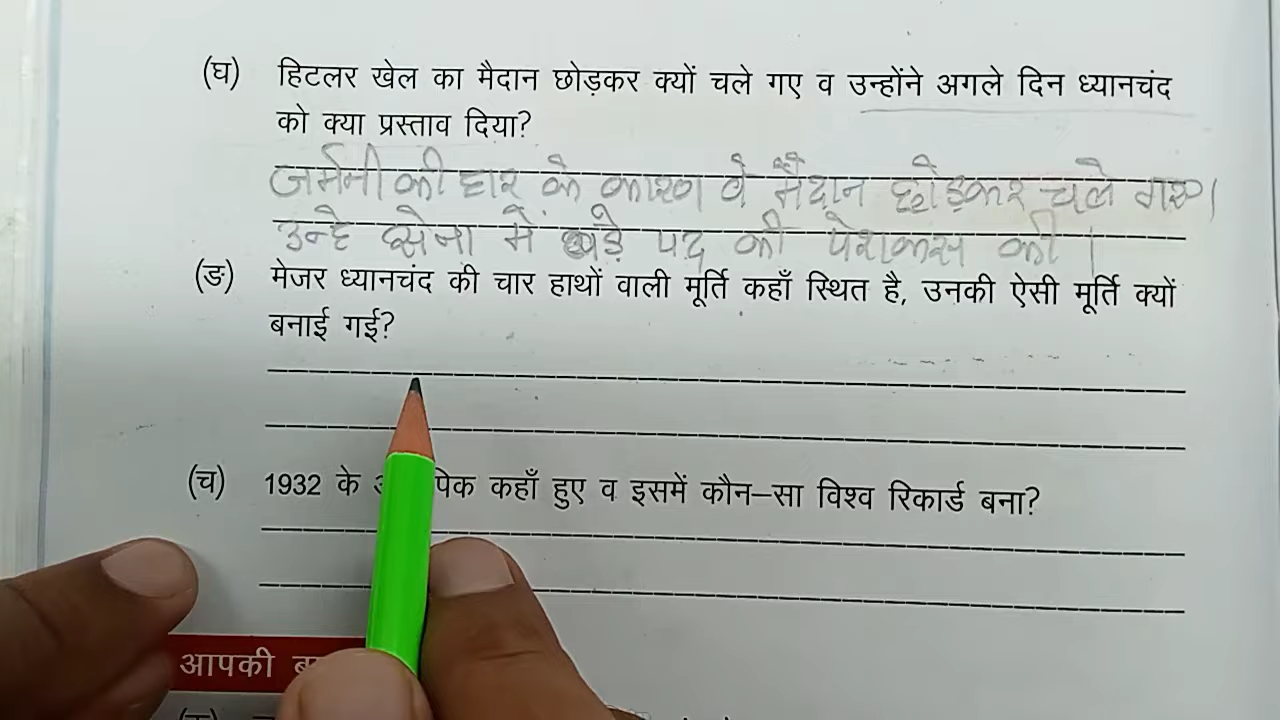 (घ) हिटलर खेल का मैदान छोड़कर क्यों चले गए व उन्होंने अगले दिन ध्यानचंद
को क्या प्रस्ताव दिया?
जर्मनी की हार के कारण वे मैदान छोड़कर चले गए।
उन्हे सेना में बड़े पद की पेशकस की।
(ङ) मेजर ध्यानचंद की चार हाथों वाली मूर्ति कहाँ स्थित है, उनकी ऐसी मूर्ति क्यों
बनाई गई?
(च) 1932 के पिक कहाँ हुए व इसमें कौन–सा विश्व रिकार्ड बना?
आपकी